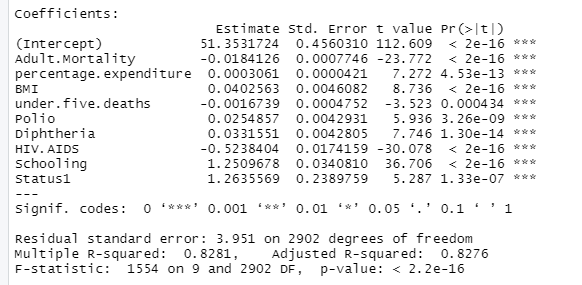 Coefficients:
                         Estimate Std. Error t value Pr(>|t|)
(Intercept)            51.3531724  0.4560310 112.609  < 2e-16 ***
Adult.Mortality        -0.0184126  0.0007746 -23.772  < 2e-16 ***
percentage.expenditure  0.0003061  0.0000421   7.272 4.53e-13 ***
BMI                     0.0402563  0.0046082   8.736  < 2e-16 ***
under.five.deaths      -0.0016739  0.0004752  -3.523 0.000434 ***
Polio                   0.0254857  0.0042931   5.936 3.26e-09 ***
Diphtheria              0.0331551  0.0042805   7.746 1.30e-14 ***
HIV.AIDS               -0.5238404  0.0174159 -30.078  < 2e-16 ***
Schooling               1.2509678  0.0340810  36.706  < 2e-16 ***
Status1                 1.2635569  0.2389759   5.287 1.33e-07 ***
---
Signif. codes:  0 ‘***’ 0.001 ‘**’ 0.01 ‘*’ 0.05 ‘.’ 0.1 ‘ ’ 1
Residual standard error: 3.951 on 2902 degrees of freedom
Multiple R-squared:  0.8281,	Adjusted R-squared:  0.8276
F-statistic:  1554 on 9 and 2902 DF,  p-value: < 2.2e-16